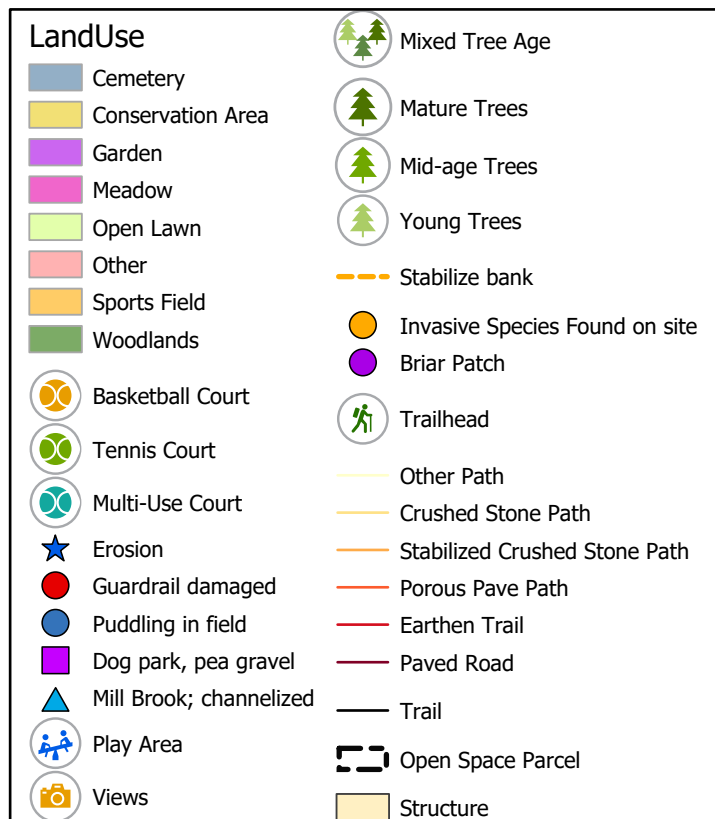 LandUse
Cemetery
Conservation Area
Garden
Meadow
Open Lawn
Other
Sports Field
Woodlands
Basketball Court
Tennis Court
Multi-Use Court
Erosion
Guardrail damaged
Puddling in field
Dog park, pea gravel
Mill Brook; channelized
Play Area
Views
Mixed Tree Age
Mature Trees
Mid-age Trees
Young Trees
Stabilize bank
Invasive Species Found on site
Briar Patch
Trailhead
Other Path
Crushed Stone Path
Stabilized Crushed Stone Path
Porous Pave Path
Earthen Trail
Paved Road
Trail
Open Space Parcel
Structure